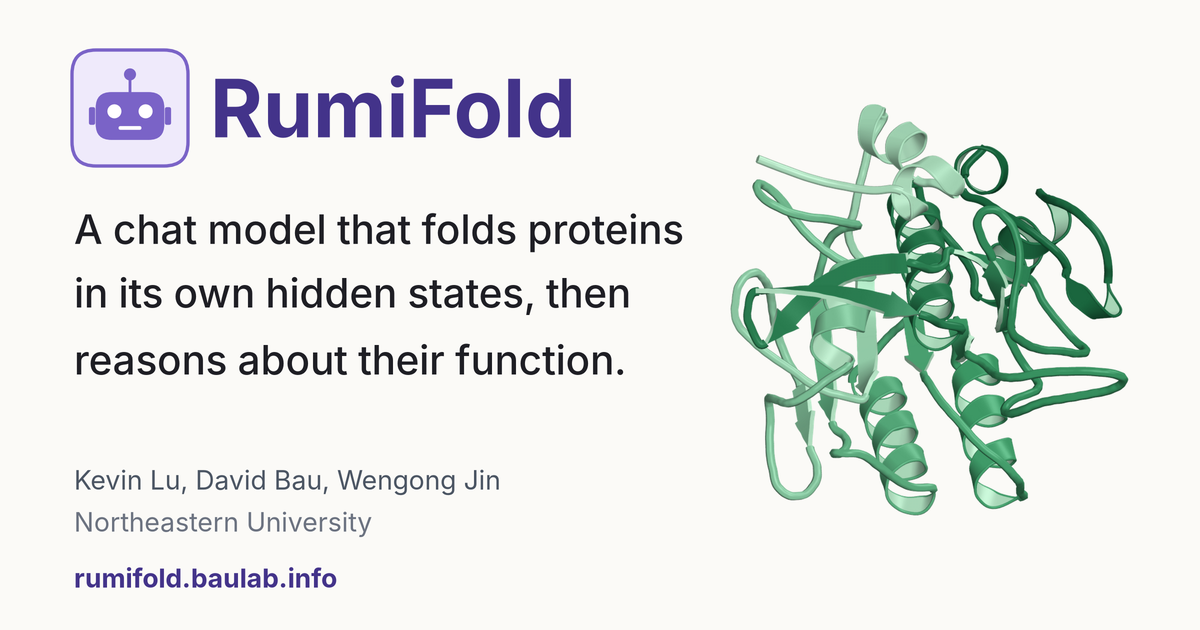 RumiFold
A chat model that folds proteins
in its own hidden states, then
reasons about their function.
Kevin Lu, David Bau, Wengong Jin
Northeastern University
rumifold.baulab.info